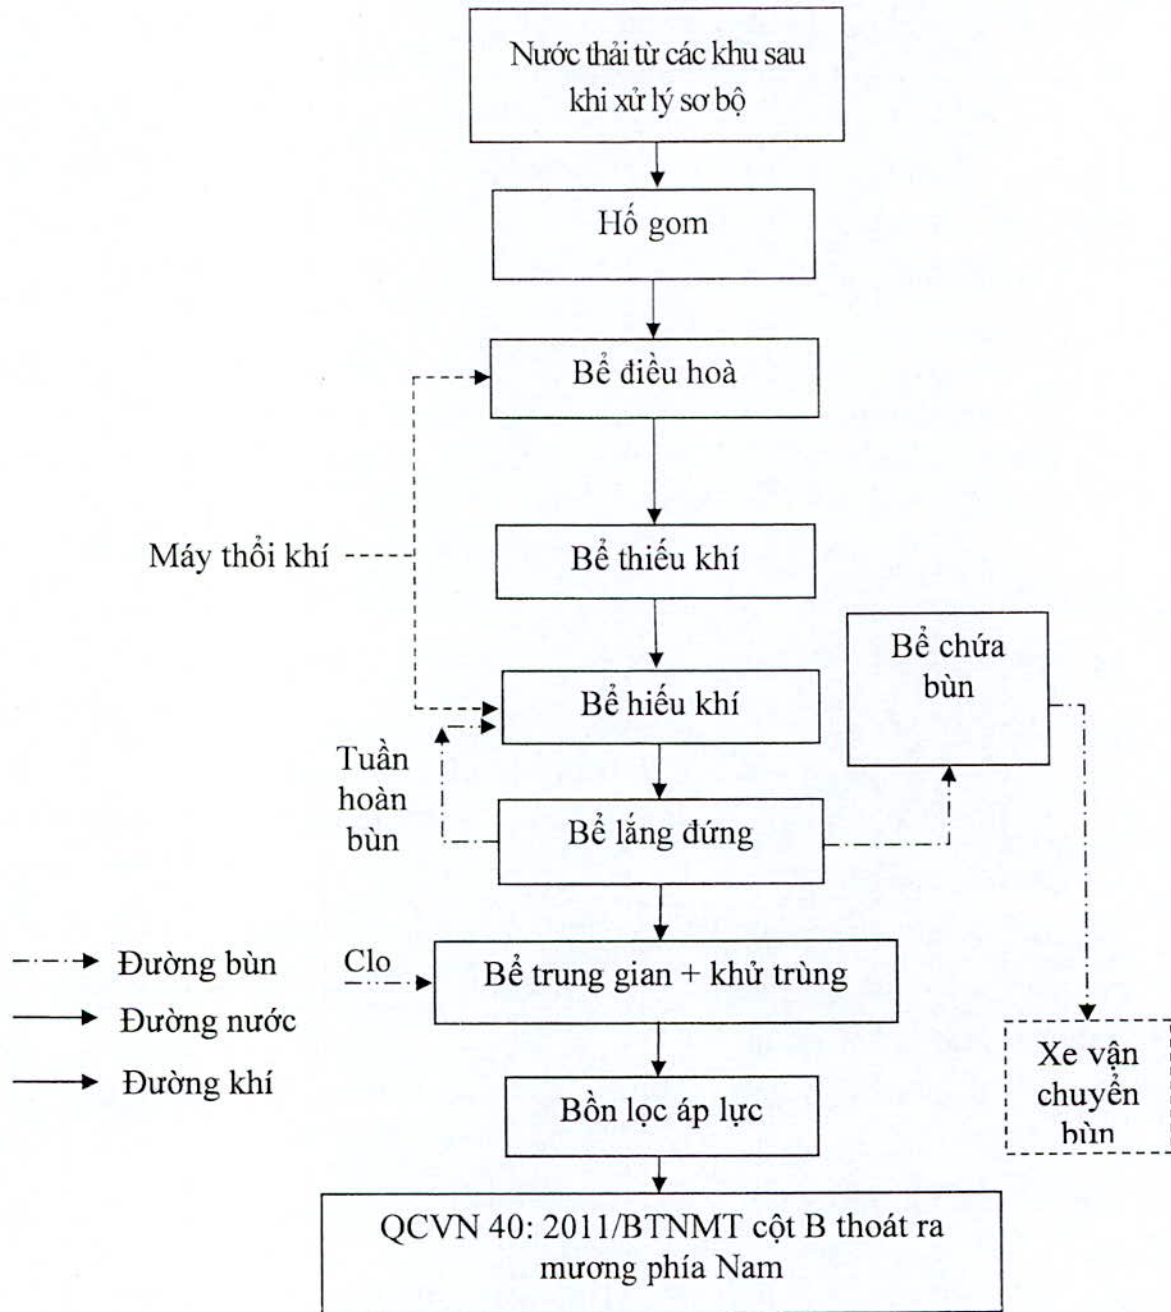 Nước thải từ các khu sau
khi xử lý sơ bộ
Hố gom
Bể điều hoà
Máy thổi khí
Bể thiếu khí
Bể hiếu khí
Bể chứa
bùn
Tuần
hoàn
bùn
Bể lắng đứng
Đường bùn
Đường nước
Đường khí
Clo
Bể trung gian + khử trùng
Xe vận
chuyển
bùn
Bồn lọc áp lực
QCVN 40: 2011/BTNMT cột B thoát ra
mương phía Nam